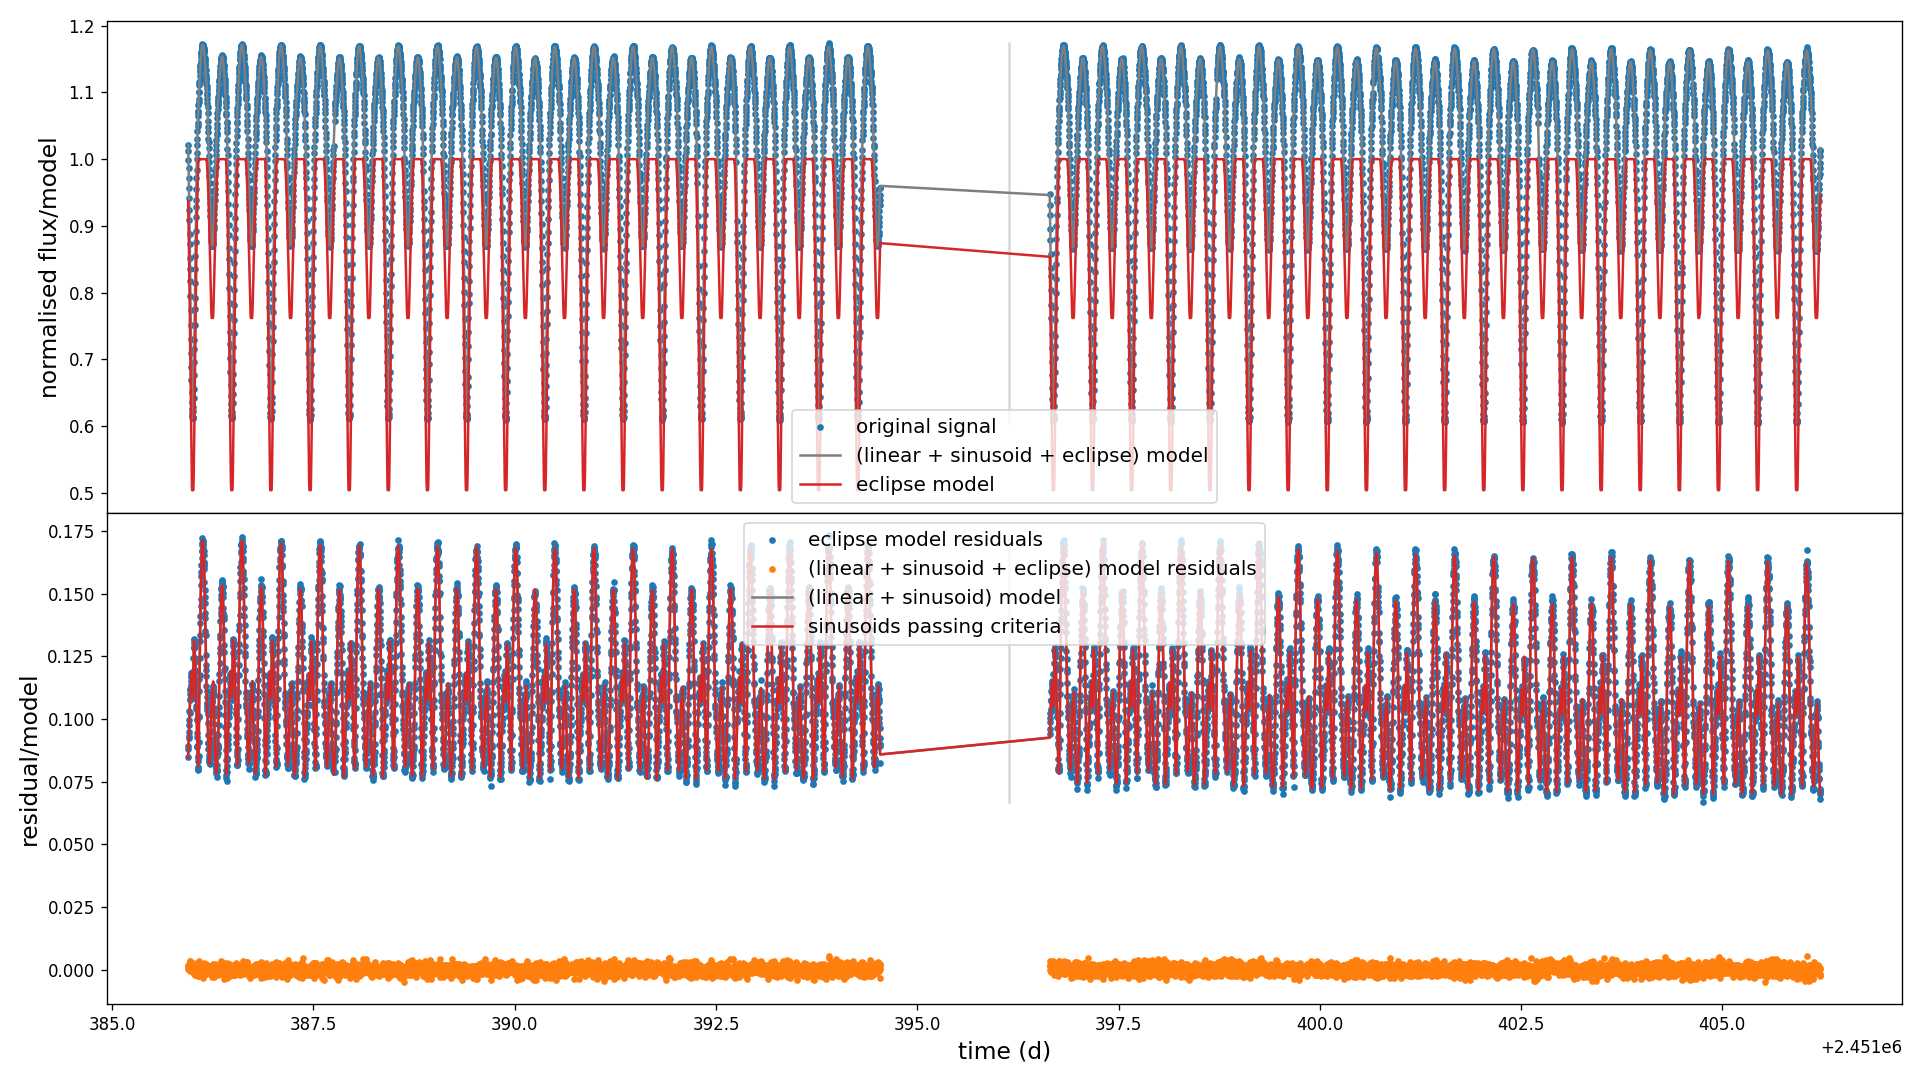 1.2
1.1
1.0
0.9
0.8
0.7
0.6
0.5
normalised flux/model
original signal
(linear + sinusoid + eclipse) model
eclipse model
0.175
0.150
0.125
0.100
0.075
0.050
0.025
0.000
residual/model
eclipse model residuals
(linear + sinusoid + eclipse) model residuals
(linear + sinusoid) model
sinusoids passing criteria
385.0 387.5 390.0 392.5 395.0 397.5 400.0 402.5 405.0
+2.451e6
time (d)